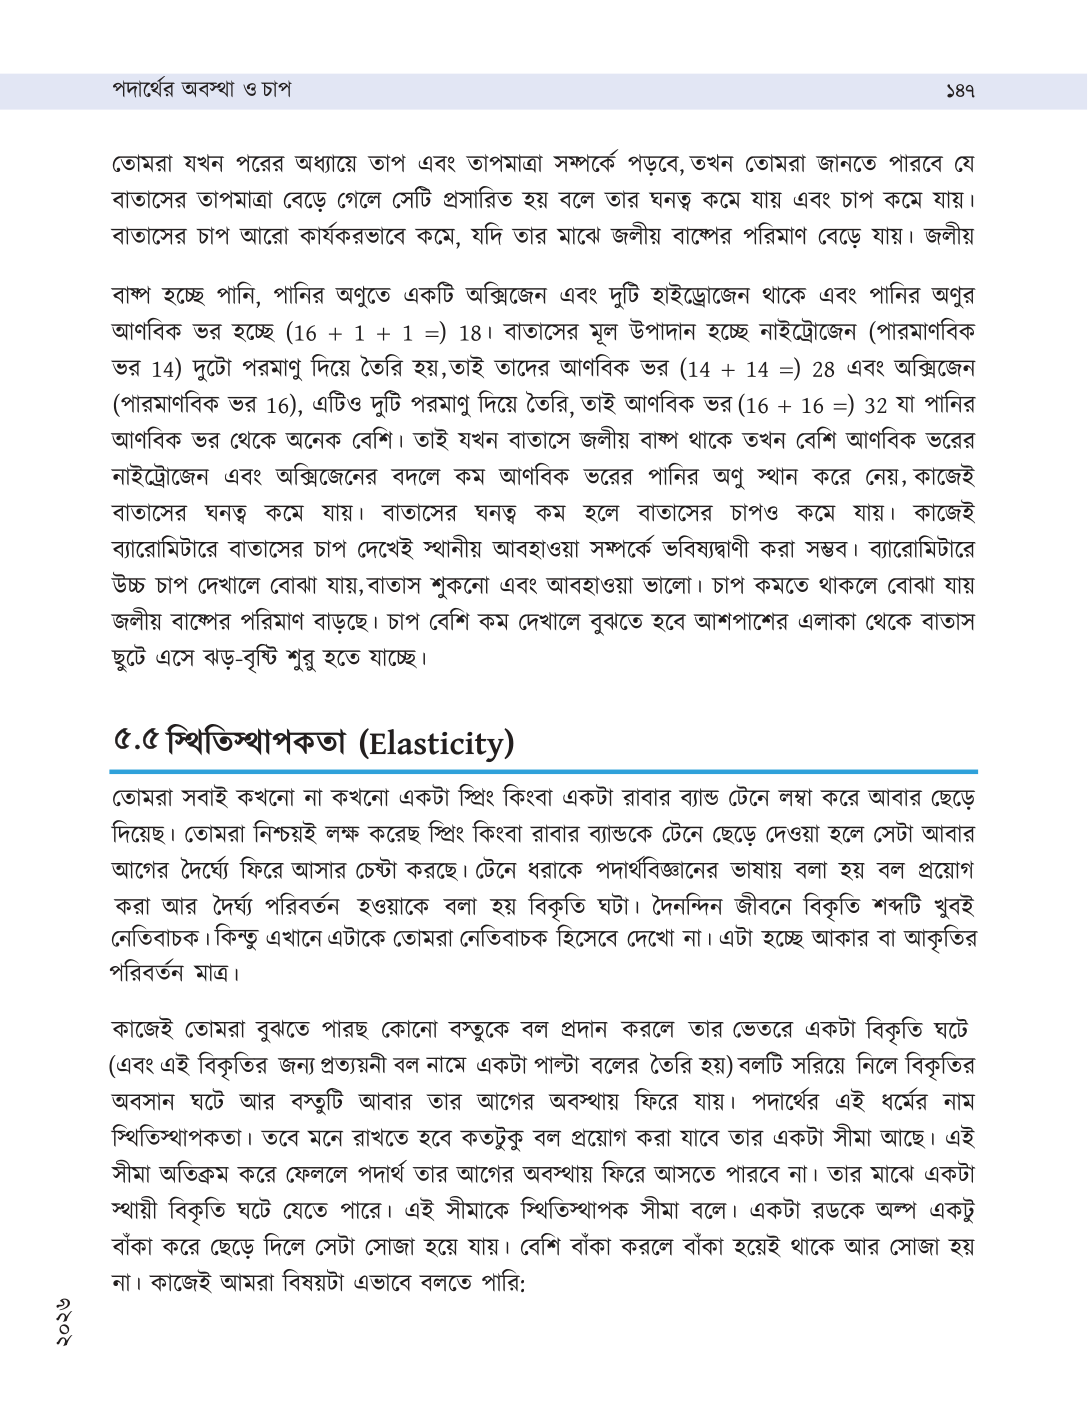 পদার্থের অবস্থা ও চাপ
১৪৭
তোমরা যখন পরের অধ্যায়ে তাপ এবং তাপমাত্রা সম্পর্কে পড়বে, তখন তোমরা জানতে পারবে যে
বাতাসের তাপমাত্রা বেড়ে গেলে সেটি প্রসারিত হয় বলে তার ঘনত্ব কমে যায় এবং চাপ কমে যায়।
বাতাসের চাপ আরো কার্যকরভাবে কমে, যদি তার মাঝে জলীয় বাষ্পের পরিমাণ বেড়ে যায়। জলীয়
বাষ্প হচ্ছে পানি, পানির অণুতে একটি অক্সিজেন এবং দুটি হাইড্রোজেন থাকে এবং পানির অণুর
আণবিক ভর হচ্ছে (16 + 1 + 1 =) 18। বাতাসের মূল উপাদান হচ্ছে নাইট্রোজেন (পারমাণবিক
ভর 14) দুটো পরমাণু দিয়ে তৈরি হয়,তাই তাদের আণবিক ভর (14 + 14 =) 28 এবং অক্সিজেন
(পারমাণবিক ভর 16), এটিও দুটি পরমাণু দিয়ে তৈরি, তাই আণবিক ভর (16 + 16 =) 32 যা পানির
আণবিক ভর থেকে অনেক বেশি। তাই যখন বাতাসে জলীয় বাষ্প থাকে তখন বেশি আণবিক ভরের
নাইট্রোজেন এবং অক্সিজেনের বদলে কম আণবিক ভরের পানির অণু স্থান করে নেয়, কাজেই
বাতাসের ঘনত্ব কমে যায়। বাতাসের ঘনত্ব কম হলে বাতাসের চাপও কমে যায়। কাজেই
ব্যারোমিটারে বাতাসের চাপ দেখেই স্থানীয় আবহাওয়া সম্পর্কে ভবিষ্যদ্বাণী করা সম্ভব। ব্যারোমিটারে
উচ্চ চাপ দেখালে বোঝা যায়,বাতাস শুকনো এবং আবহাওয়া ভালো। চাপ কমতে থাকলে বোঝা যায়
জলীয় বাষ্পের পরিমাণ বাড়ছে। চাপ বেশি কম দেখালে বুঝতে হবে আশপাশের এলাকা থেকে বাতাস
ছুটে এসে ঝড়-বৃষ্টি শুরু হতে যাচ্ছে।
৫.৫ স্থিতিস্থাপকতা (Elasticity)
তোমরা সবাই কখনো না কখনো একটা স্প্রিং কিংবা একটা রাবার ব্যান্ড টেনে লম্বা করে আবার ছেড়ে
দিয়েছ। তোমরা নিশ্চয়ই লক্ষ করেছ স্প্রিং কিংবা রাবার ব্যান্ডকে টেনে ছেড়ে দেওয়া হলে সেটা আবার
আগের দৈর্ঘ্যে ফিরে আসার চেষ্টা করছে। টেনে ধরাকে পদার্থবিজ্ঞানের ভাষায় বলা হয় বল প্রয়োগ
করা আর দৈর্ঘ্য পরিবর্তন হওয়াকে বলা হয় বিকৃতি ঘটা। দৈনন্দিন জীবনে বিকৃতি শব্দটি খুবই
নেতিবাচক। কিন্তু এখানে এটাকে তোমরা নেতিবাচক হিসেবে দেখো না। এটা হচ্ছে আকার বা আকৃতির
পরিবর্তন মাত্র।
কাজেই তোমরা বুঝতে পারছ কোনো বস্তুকে বল প্রদান করলে তার ভেতরে একটা বিকৃতি ঘটে
(এবং এই বিকৃতির জন্য প্রত্যয়নী বল নামে একটা পাল্টা বলের তৈরি হয়) বলটি সরিয়ে নিলে বিকৃতির
অবসান ঘটে আর বস্তুটি আবার তার আগের অবস্থায় ফিরে যায়। পদার্থের এই ধর্মের নাম
স্থিতিস্থাপকতা। তবে মনে রাখতে হবে কতটুকু বল প্রয়োগ করা যাবে তার একটা সীমা আছে। এই
সীমা অতিক্রম করে ফেললে পদার্থ তার আগের অবস্থায় ফিরে আসতে পারবে না। তার মাঝে একটা
স্থায়ী বিকৃতি ঘটে যেতে পারে। এই সীমাকে স্থিতিস্থাপক সীমা বলে। একটা রডকে অল্প একটু
বাঁকা করে ছেড়ে দিলে সেটা সোজা হয়ে যায়। বেশি বাঁকা করলে বাঁকা হয়েই থাকে আর সোজা হয়
না। কাজেই আমরা বিষয়টা এভাবে বলতে পারি:
২০২৬